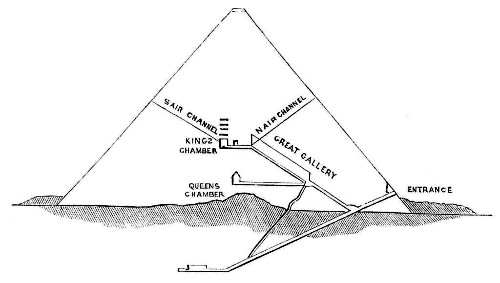 S AIR CHANNEL
N AIR CHANNEL
KINGS
CHAMBER
GREAT GALLERY
QUEENS
CHAMBER
ENTRANCE